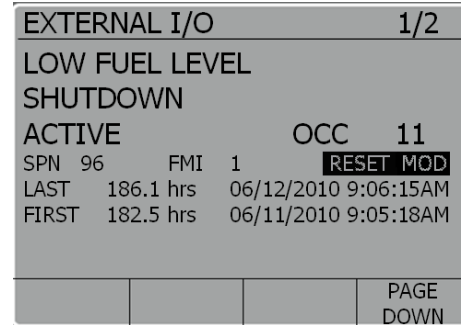 EXTERNAL I/O 1/2
LOW FUEL LEVEL
SHUTDOWN
ACTIVE OCC 11
SPN 96 FMI 1 RESET MOD
LAST 186.1 hrs 06/12/2010 9:06:15AM
FIRST 182.5 hrs 06/11/2010 9:05:18AM
PAGE
DOWN